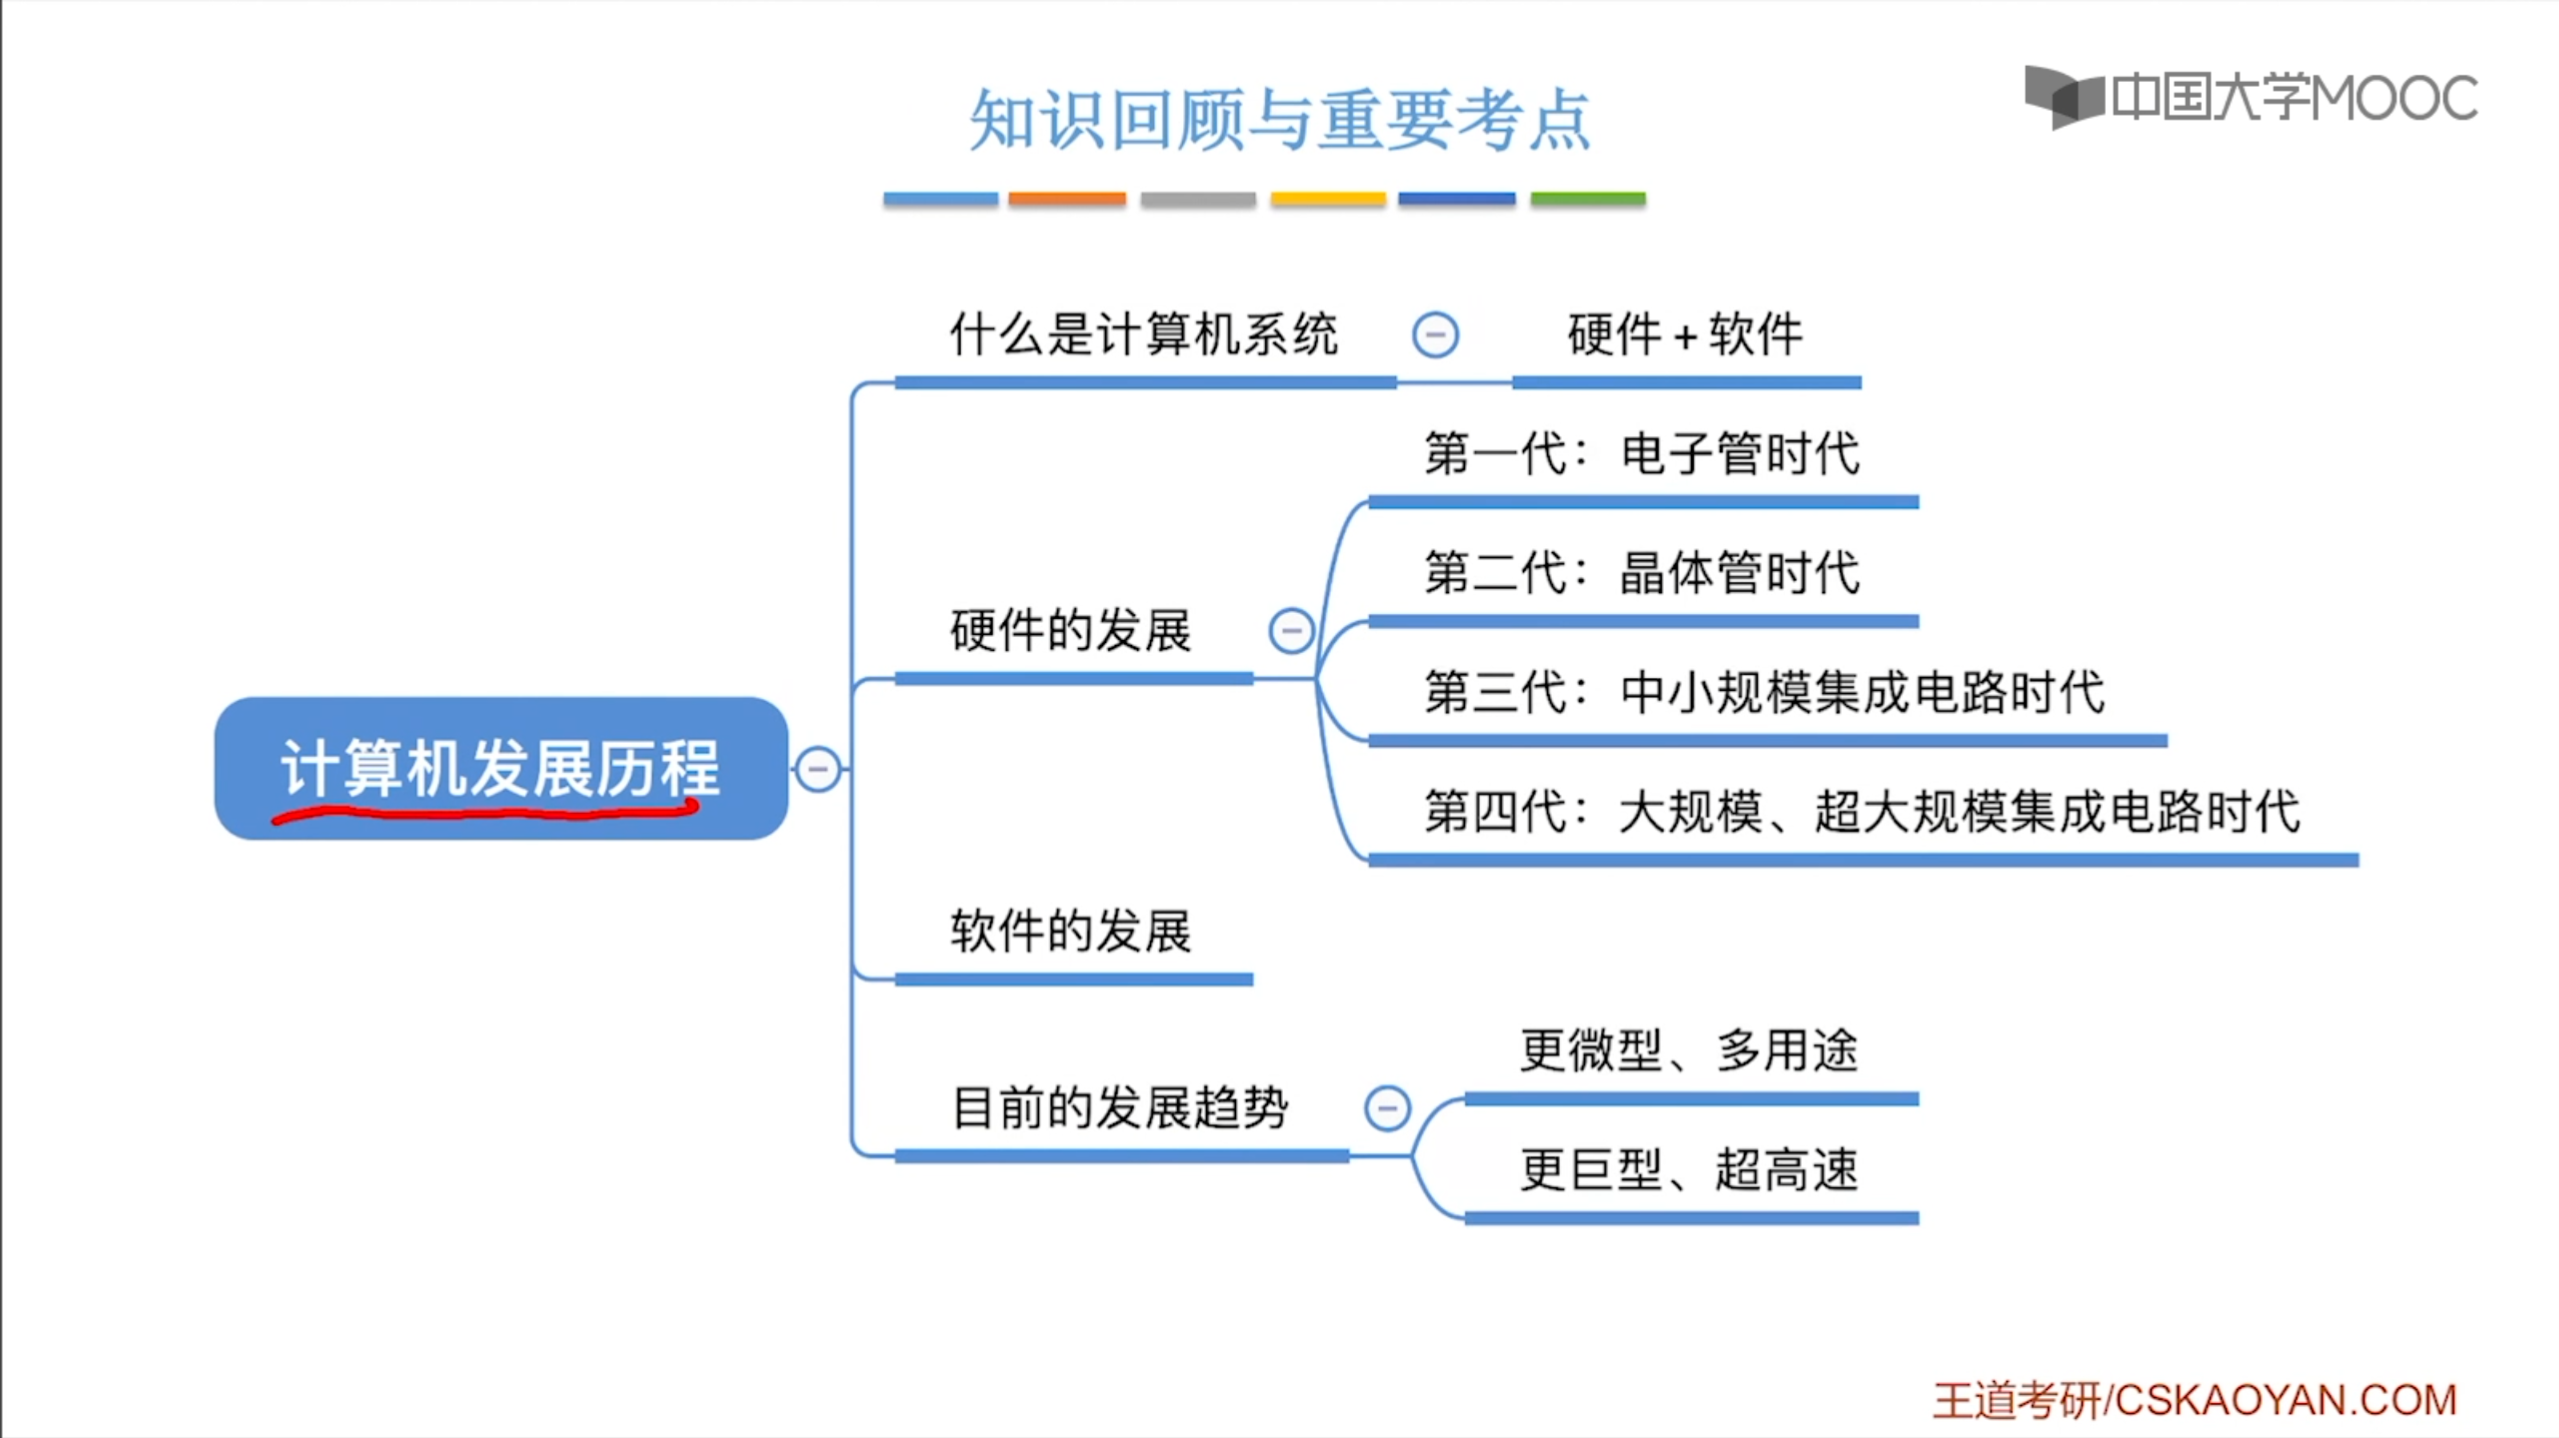 中国大学MOOC
知识回顾与重要考点
计算机发展历程
什么是计算机系统
硬件+软件
硬件的发展
第一代：电子管时代
第二代：晶体管时代
第三代：中小规模集成电路时代
第四代：大规模、超大规模集成电路时代
软件的发展
目前的发展趋势
更微型、多用途
更巨型、超高速
王道考研/CSKAOYAN.COM